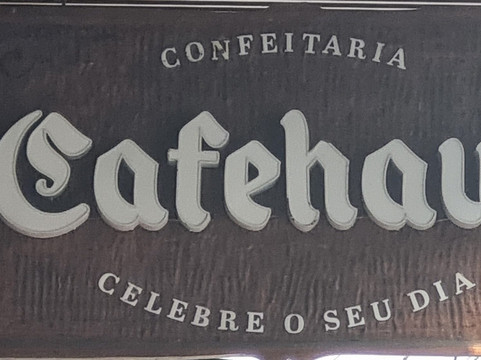 CONFEITARIA
Cafehau
CELEBRE O SEU DIA